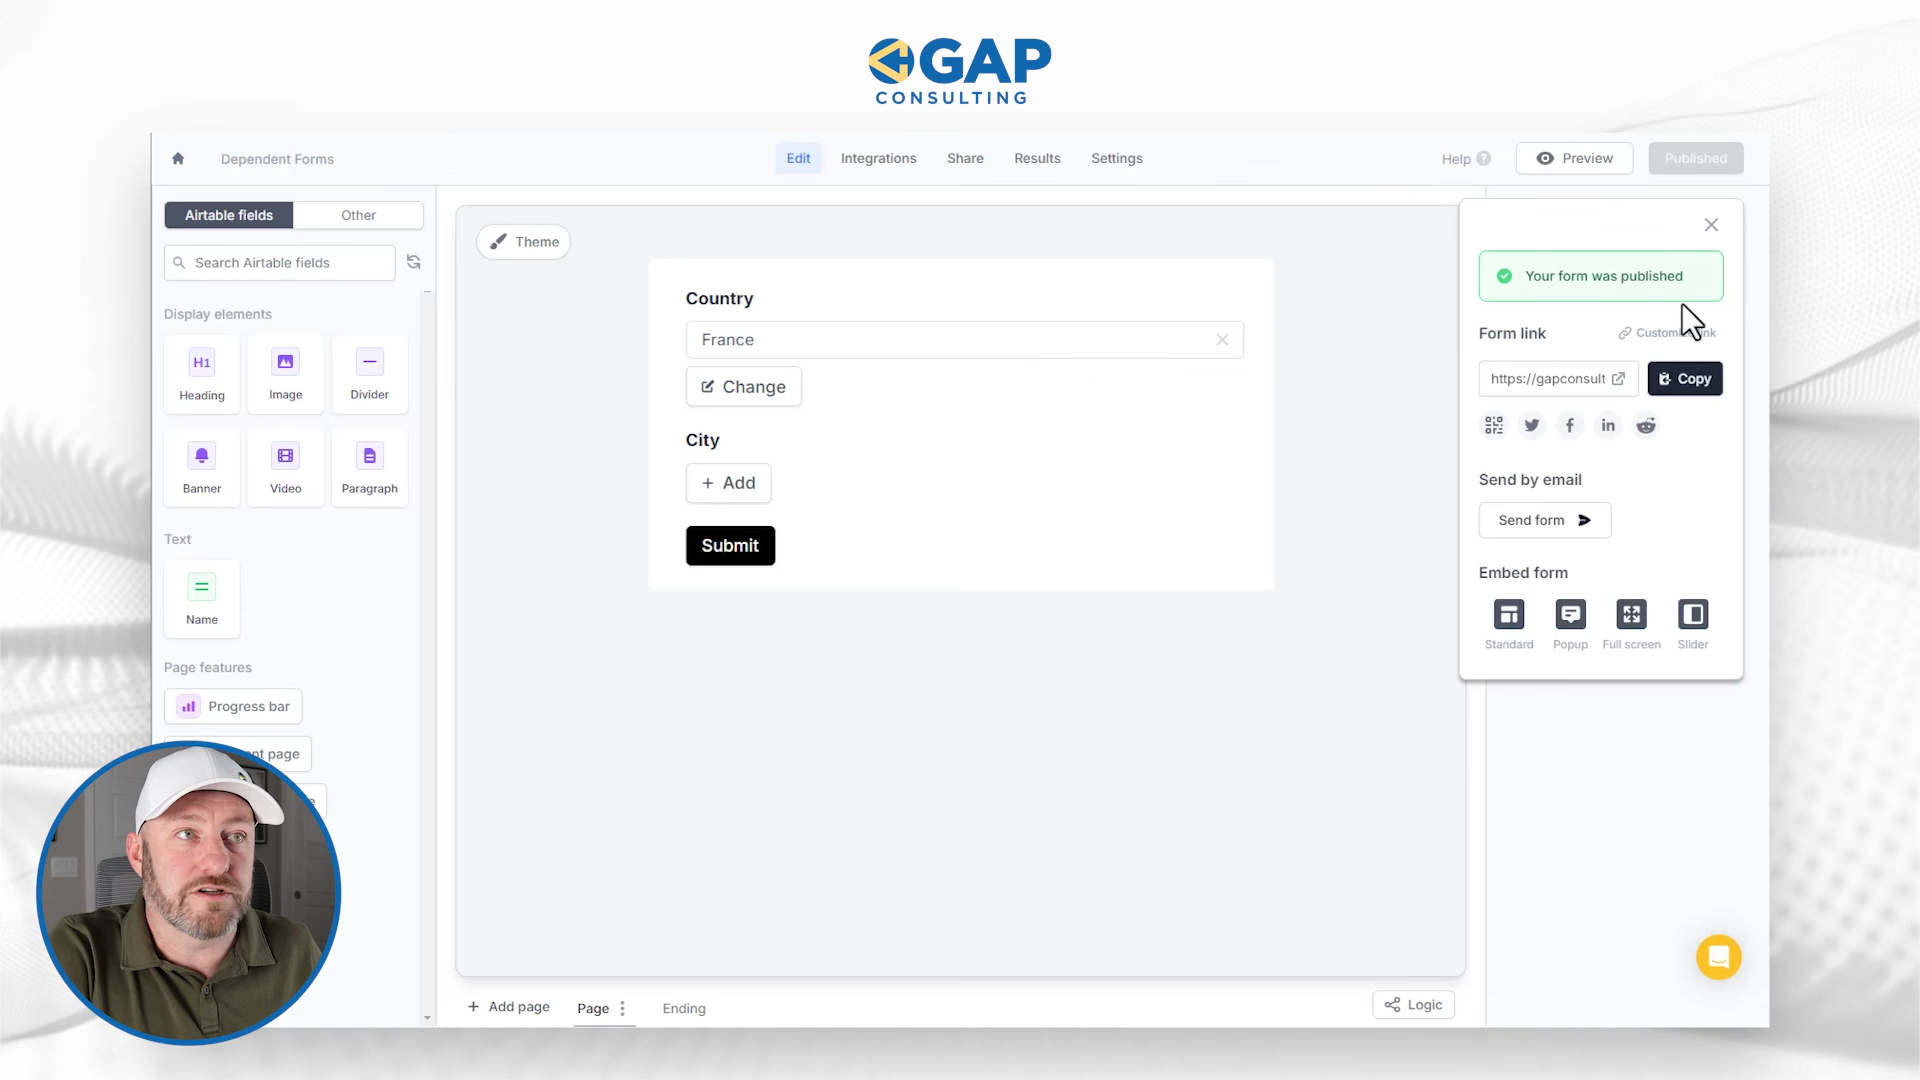 GAP
CONSULTING
Dependent Forms
Edit
Integrations
Share
Results
Settings
Help
Preview
Published
Airtable fields
Other
Search Airtable fields
Display elements
H1
Heading
Image
Divider
Banner
Video
Paragraph
Text
Name
Page features
Progress bar
page
Theme
Country
France
Change
City
+ Add
Submit
+ Add page
Page
Ending
Logic
Your form was published
Form link
https://gapconsult
Copy
Send by email
Send form
Embed form
Standard
Popup
Full screen
Slider